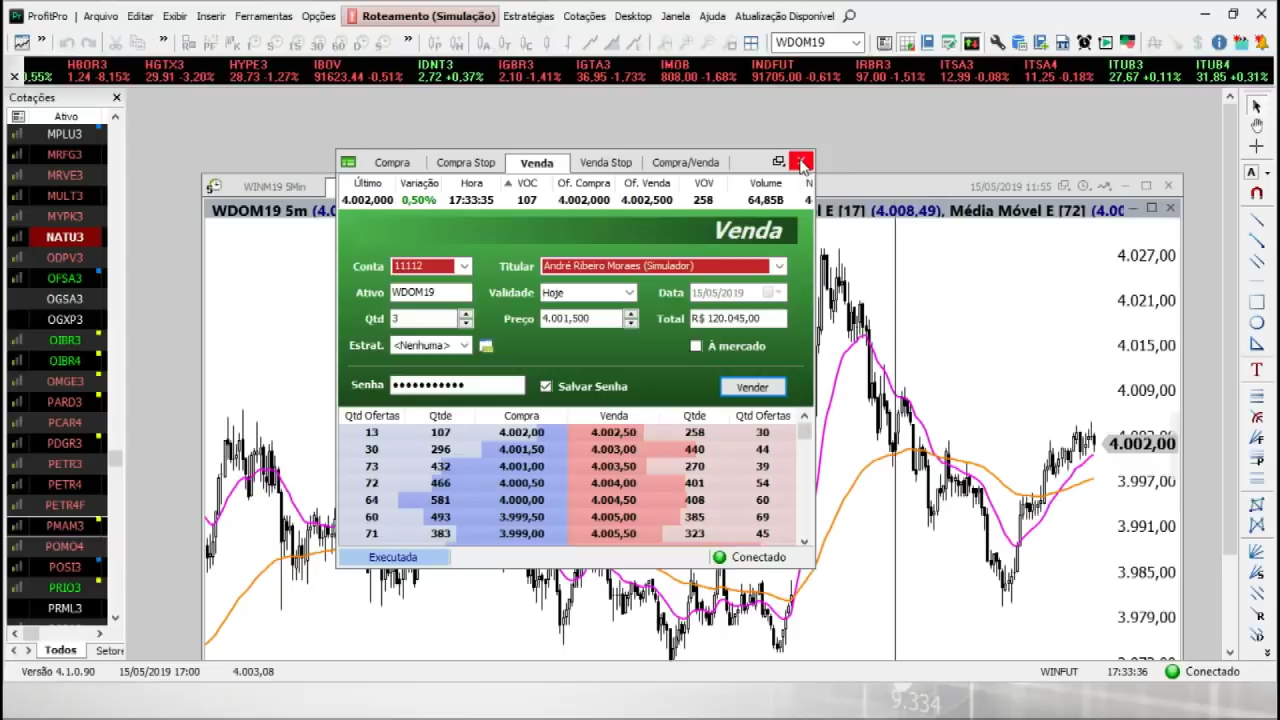 ProfitPro | Arquivo Editar Exibir Inserir Ferramentas Opções Roteamento (Simulação) Estratégias Cotações Desktop Janela Ajuda Atualização Disponível
WDOM19
HBOR3 HGTX3 HYPE3 IBOV IDNT3 IGBR3 IGTA3 IMOB INDFUT IRBR3 ITSA3 ITSA4 ITUB3 ITUB4
0,55% 1,24 -8,15% 29,91 -3,20% 28,73 -1,27% 91623,44 -0,51% 2,72 +0,37% 2,10 -1,41% 36,95 -1,73% 808,00 -1,68% 91705,00 -0,61% 97,00 -1,51% 12,99 -0,08% 11,25 -0,18% 27,67 +0,11% 31,85 +0,31%
Cotações
Ativo
MPLU3
MRFG3
MRVE3
MULT3
MYPK3
NATU3
ODPV3
OFSA3
OGSA3
OGXP3
OIBR3
OIBR4
OMGE3
PARD3
PCAR4
PDGR3
PETR3
PETR4
PETR4F
PMAM3
POMO4
POSI3
PRIO3
PRML3
Todos Setore
WINM19 5Min 15/05/2019 11:55
WDOM19 5m (4.0 l E [17] (4.008,49), Média Móvel E [72] (4.00
Compra Compra Stop Venda Venda Stop Compra/Venda
Último Variação Hora VOC Of. Compra Of. Venda VOV Volume N
4.002,000 0,50% 17:33:35 107 4.002,000 4.002,500 258 64,85B 4
Venda
Conta 11112 Titular André Ribeiro Moraes (Simulador)
Ativo WDOM19 Validade Hoje Data 15/05/2019
Qtd 3 Preço 4.001,500 Total R$ 120.045,00
Estrat. <Nenhuma> À mercado
Senha ●●●●●●●●●●● Salvar Senha Vender
Qtd Ofertas Qtde Compra Venda Qtde Qtd Ofertas
13 107 4.002,00 4.002,50 258 30
30 296 4.001,50 4.003,00 440 44
73 432 4.001,00 4.003,50 270 39
72 466 4.000,50 4.004,00 401 54
64 581 4.000,00 4.004,50 408 60
60 493 3.999,50 4.005,00 385 69
71 383 3.999,00 4.005,50 323 45
Executada Conectado
4.027,00
4.021,00
4.015,00
4.009,00
4.002,00
3.997,00
3.991,00
3.985,00
3.979,00
Versão 4.1.0.90 15/05/2019 17:00 4.003,08 WINFUT 17:33:36 Conectado
9.334